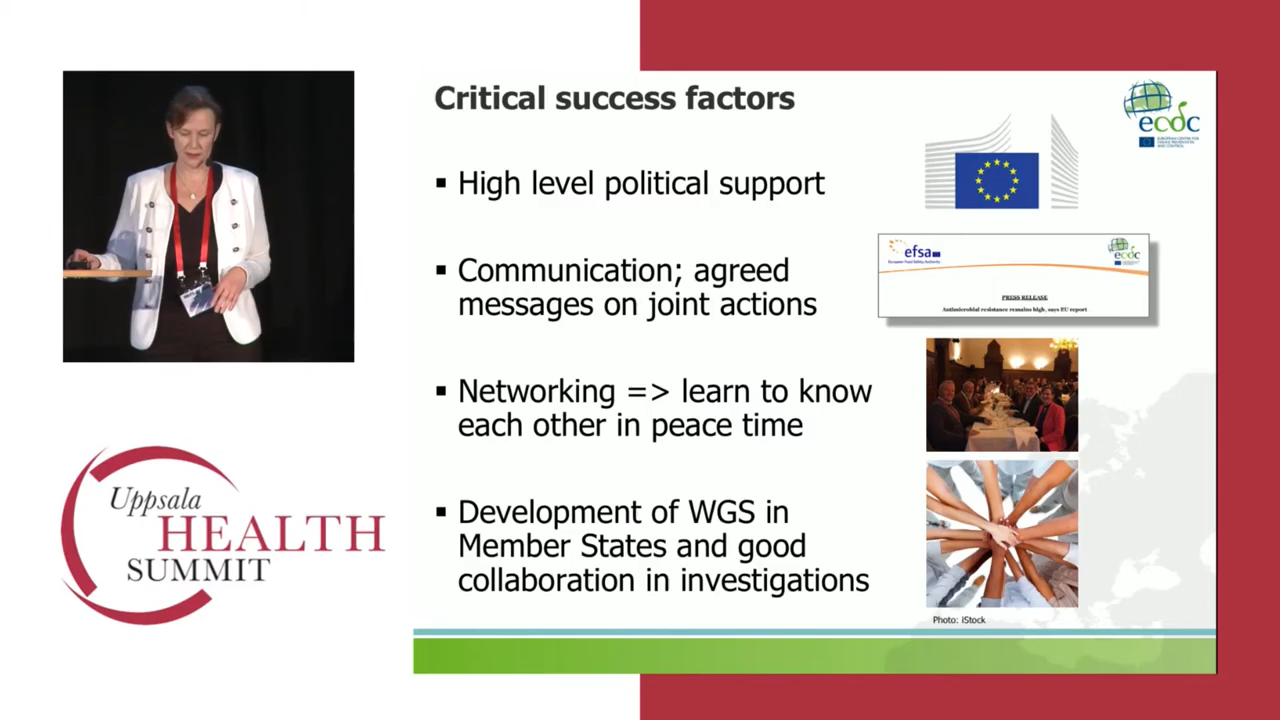 Critical success factors
ecdc
EUROPEAN CENTRE FOR
DISEASE PREVENTION
AND CONTROL
▪ High level political support
▪ Communication; agreed
messages on joint actions
efsa
European Food Safety Authority
ecdc
PRESS RELEASE
Antimicrobial resistance remains high, says EU report
▪ Networking => learn to know
each other in peace time
▪ Development of WGS in
Member States and good
collaboration in investigations
Photo: iStock
Uppsala
HEALTH
SUMMIT